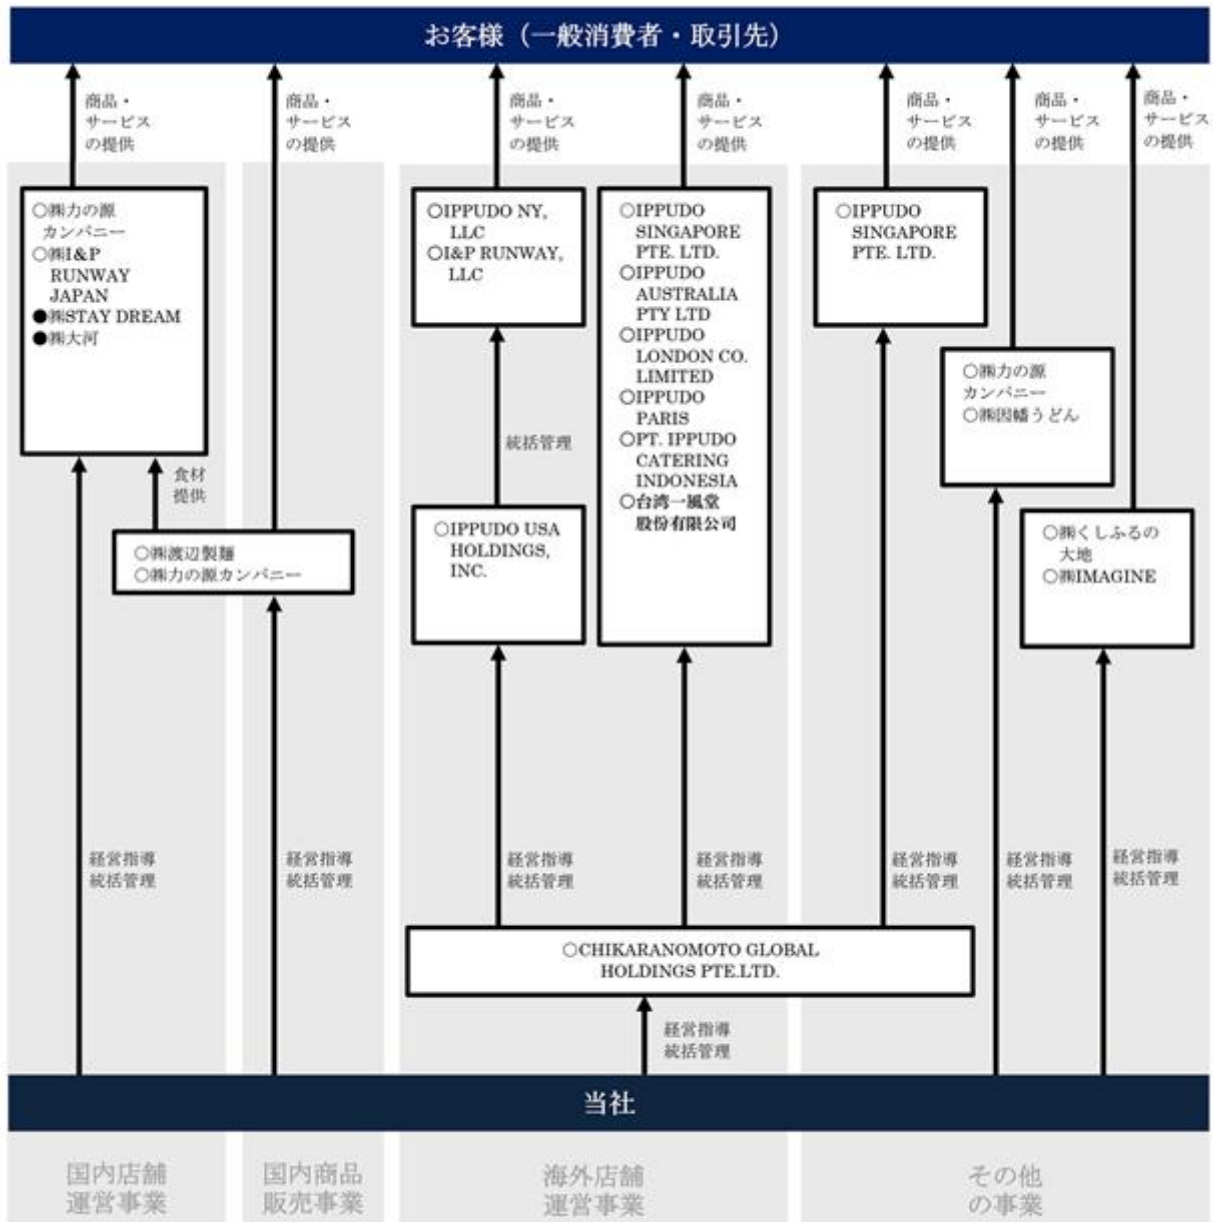 お客様（一般消費者・取引先）
商品・
サービス
の提供
商品・
サービス
の提供
商品・
サービス
の提供
商品・
サービス
の提供
商品・
サービス
の提供
商品・
サービス
の提供
商品・
サービス
の提供
○㈱力の源
カンパニー
○㈱I&P
RUNWAY
JAPAN
●㈱STAY DREAM
●㈱大河
食材
提供
○㈱渡辺製麺
○㈱力の源カンパニー
○IPPUDO NY,
LLC
○I&P RUNWAY,
LLC
統括管理
○IPPUDO USA
HOLDINGS,
INC.
○IPPUDO
SINGAPORE
PTE. LTD.
○IPPUDO
AUSTRALIA
PTY LTD
○IPPUDO
LONDON CO.
LIMITED
○IPPUDO
PARIS
○PT. IPPUDO
CATERING
INDONESIA
○台湾一風堂
股份有限公司
○IPPUDO
SINGAPORE
PTE. LTD.
○㈱力の源
カンパニー
○㈱因幡うどん
○㈱くしふるの
大地
○㈱IMAGINE
経営指導
統括管理
経営指導
統括管理
経営指導
統括管理
経営指導
統括管理
経営指導
統括管理
経営指導
統括管理
経営指導
統括管理
○CHIKARANOMOTO GLOBAL
HOLDINGS PTE.LTD.
経営指導
統括管理
当社
国内店舗
運営事業
国内商品
販売事業
海外店舗
運営事業
その他
の事業